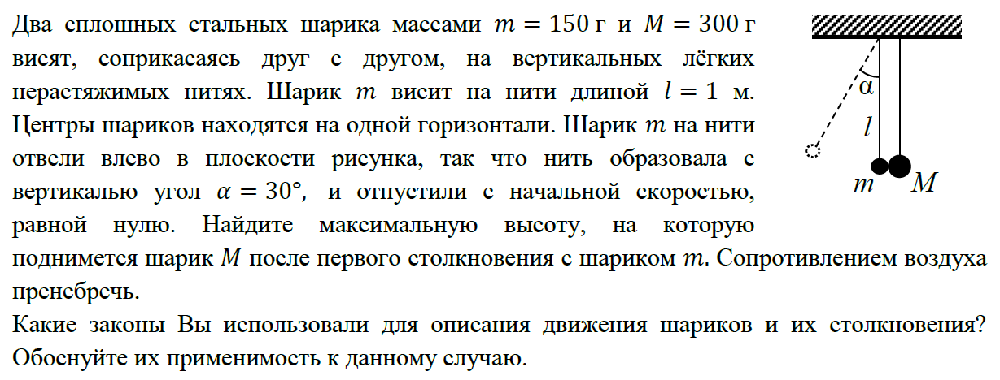 Два сплошных стальных шарика массами m = 150 г и M = 300 г
висят, соприкасаясь друг с другом, на вертикальных лёгких
нерастяжимых нитях. Шарик m висит на нити длиной l = 1 м.
Центры шариков находятся на одной горизонтали. Шарик m на нити
отвели влево в плоскости рисунка, так что нить образовала с
вертикалью угол α = 30°, и отпустили с начальной скоростью,
равной нулю. Найдите максимальную высоту, на которую
поднимется шарик M после первого столкновения с шариком m. Сопротивлением воздуха
пренебречь.
Какие законы Вы использовали для описания движения шариков и их столкновения?
Обоснуйте их применимость к данному случаю.
α
l
m M